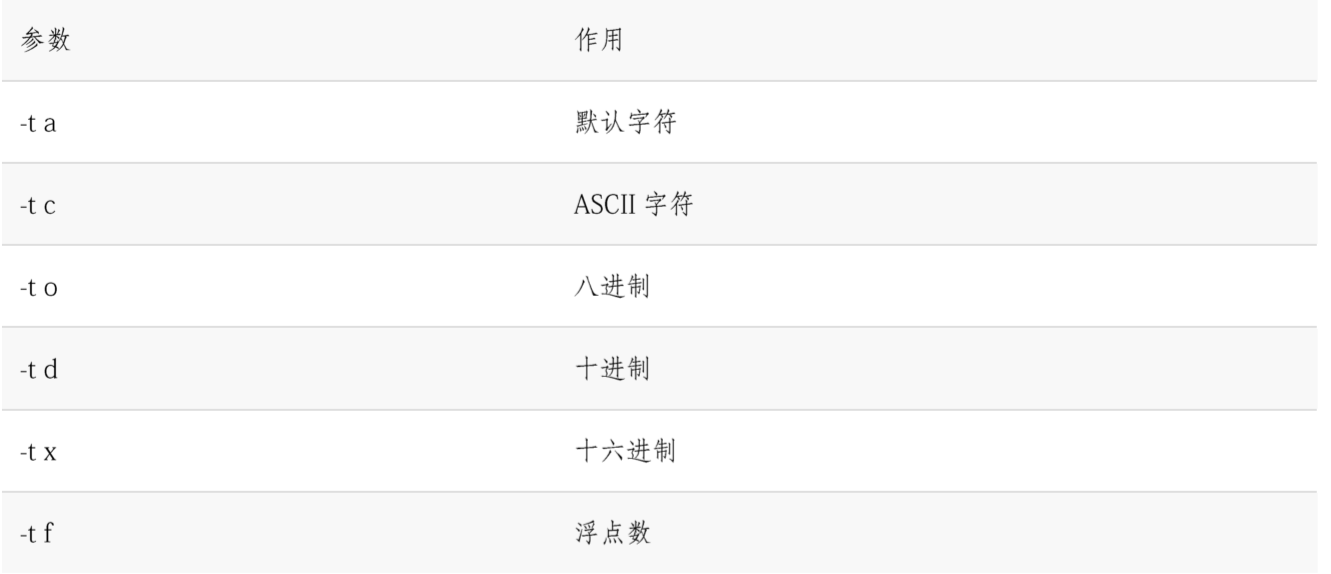 参数 作用
-t a 默认字符
-t c ASCII 字符
-t o 八进制
-t d 十进制
-t x 十六进制
-t f 浮点数